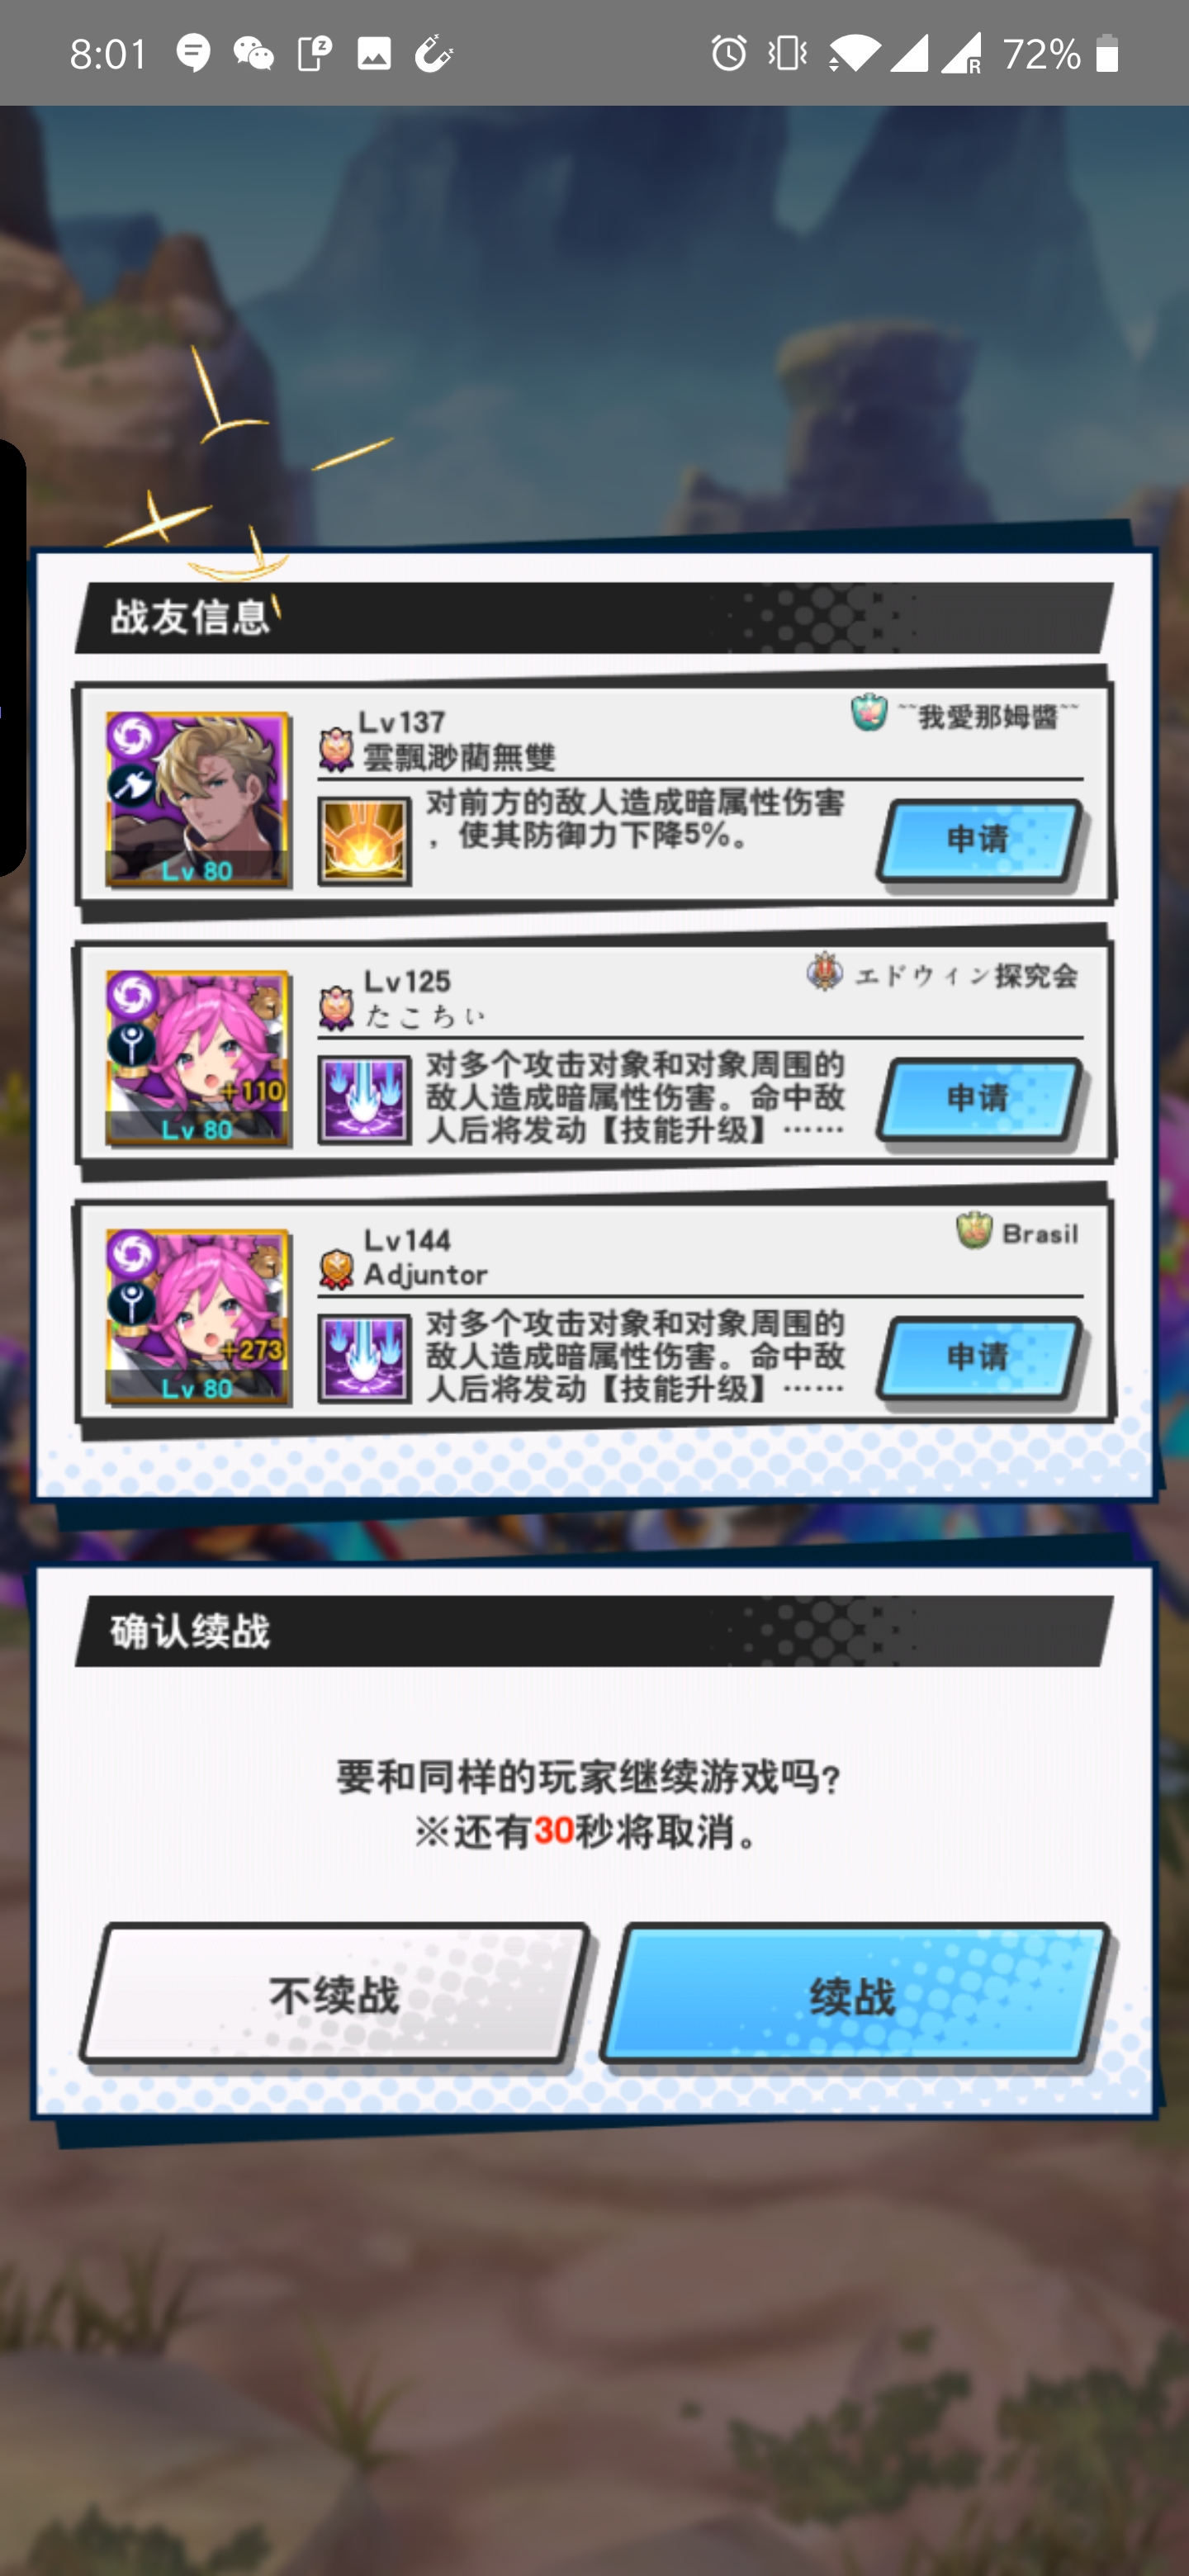 8:01
72%
战友信息
Lv137
~~我愛那姆醬~~
雲飄渺藺無雙
对前方的敌人造成暗属性伤害
，使其防御力下降5%。
申请
Lv 80
Lv125
エドウィン探究会
たこちぃ
对多个攻击对象和对象周围的
敌人造成暗属性伤害。命中敌
人后将发动【技能升级】……
申请
+110
Lv 80
Lv144
Brasil
Adjuntor
对多个攻击对象和对象周围的
敌人造成暗属性伤害。命中敌
人后将发动【技能升级】……
申请
+273
Lv 80
确认续战
要和同样的玩家继续游戏吗?
※还有30秒将取消。
不续战
续战